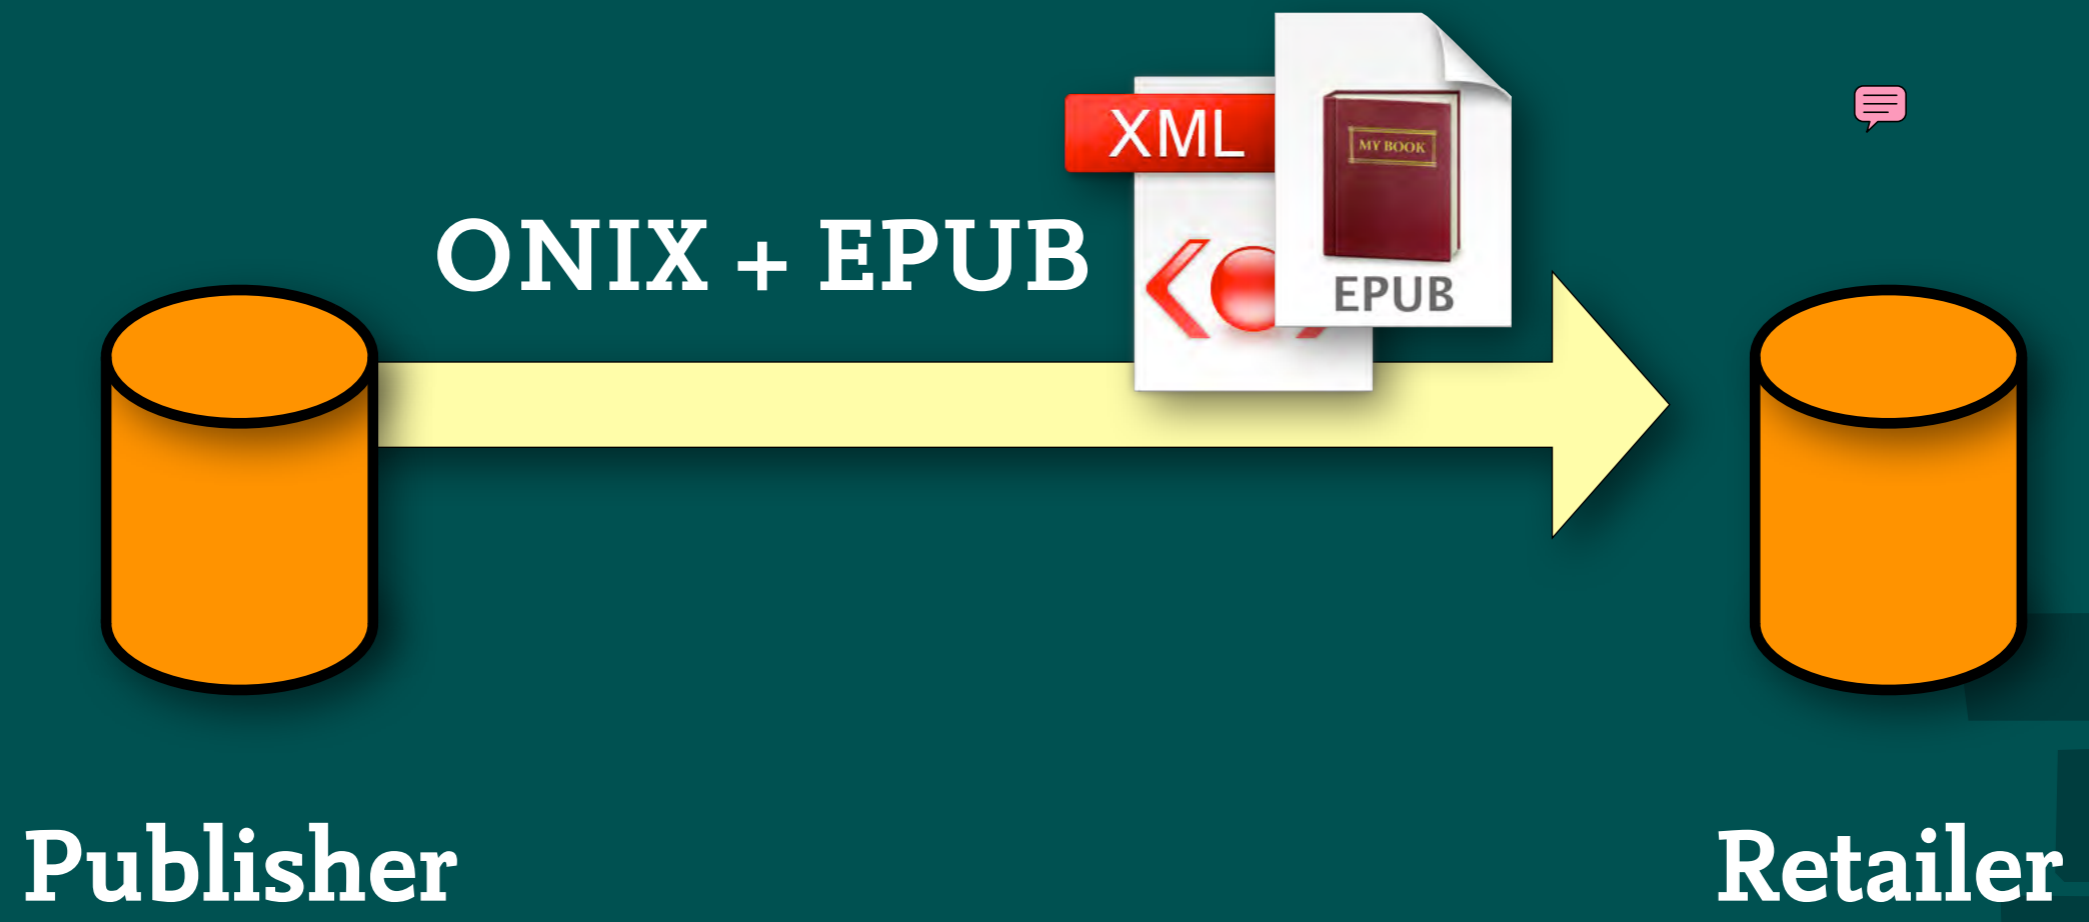 XML
MY BOOK
ONIX + EPUB
EPUB
Publisher
Retailer